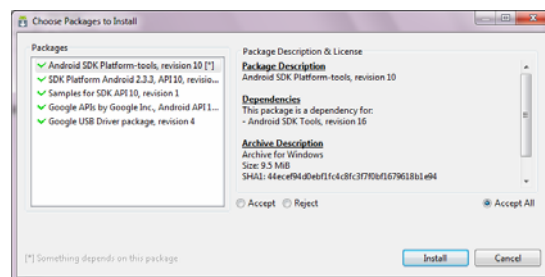 Choose Packages to Install
Packages
Android SDK Platform-tools, revision 10 [*]
SDK Platform Android 2.3.3, API 10, revisio...
Samples for SDK API 10, revision 1
Google APIs by Google Inc., Android API 1...
Google USB Driver package, revision 4
Package Description & License
Package Description
Android SDK Platform-tools, revision 10
Dependencies
This package is a dependency for:
- Android SDK Tools, revision 16
Archive Description
Archive for Windows
Size: 9.5 MiB
SHA1: 44ecef94d0ebf1fc4c8fc3f7f0bf1679618b1e94
Accept Reject Accept All
[*] Something depends on this package
Install Cancel